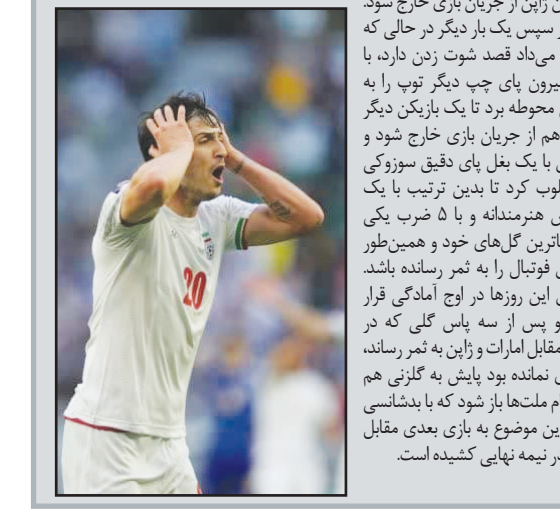 ژاپن از جریان بازی خارج شود.
سپس یک بار دیگر در حالی که
می‌داد قصد شوت زدن دارد، با
یرون پای چپ دیگر توپ را به
محوطه برد تا یک بازیکن دیگر
هم از جریان بازی خارج شود و
با یک بغل پای دقیق سوزوکی
لوب کرد تا بدین ترتیب با یک
هنرمندانه و با ۵ ضرب یکی
باترین گل‌های خود و همین‌طور
فوتبال را به ثمر رسانده باشد.
این روزها در اوج آمادگی قرار
و پس از سه پاس گلی که در
مقابل امارات و ژاپن به ثمر رساند،
نمانده بود پایش به گلزنی هم
ملت‌ها باز شود که با بدشانسی
ین موضوع به بازی بعدی مقابل
در نیمه نهایی کشیده است.
20